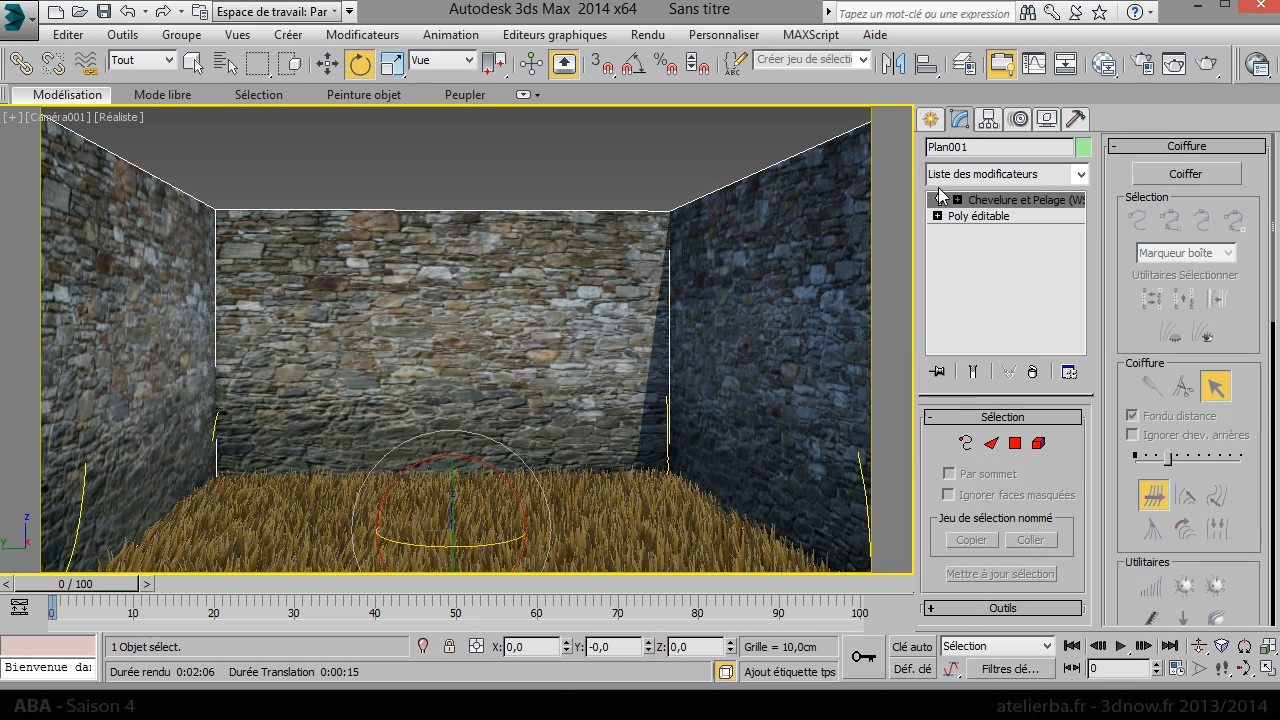 Espace de travail: Par
Autodesk 3ds Max 2014 x64 Sans titre
Tapez un mot-clé ou une expression
Editer Outils Groupe Vues Créer Modificateurs Animation Editeurs graphiques Rendu Personnaliser MAXScript Aide
Tout
Vue
3
ABC
Créer jeu de sélecti
Modélisation Mode libre Sélection Peinture objet Peupler
[ + ] [Caméra001] [Réaliste ]
Plan001
Liste des modificateurs
Chevelure et Pelage (WS
Poly éditable
Sélection
Par sommet
Ignorer faces masquées
Jeu de sélection nommé
Copier Coller
Mettre à jour sélection
Outils
Coiffure
Coiffer
Sélection
Marqueur boîte
Utilitaires Sélectionner
Coiffure
Fondu distance
Ignorer chev. arrières
Utilitaires
z
y
x
0 / 100
0 10 20 30 40 50 60 70 80 90 100
1 Objet sélect.
X: 0,0 Y: -0,0 Z: 0,0
Grille = 10,0cm
Clé auto
Sélection
Bienvenue da
Durée rendu 0:02:06 Durée Translation 0:00:15
Ajout étiquette tps
Déf. clé
Filtres clé...
0
ABA - Saison 4
atelierba.fr - 3dnow.fr 2013/2014